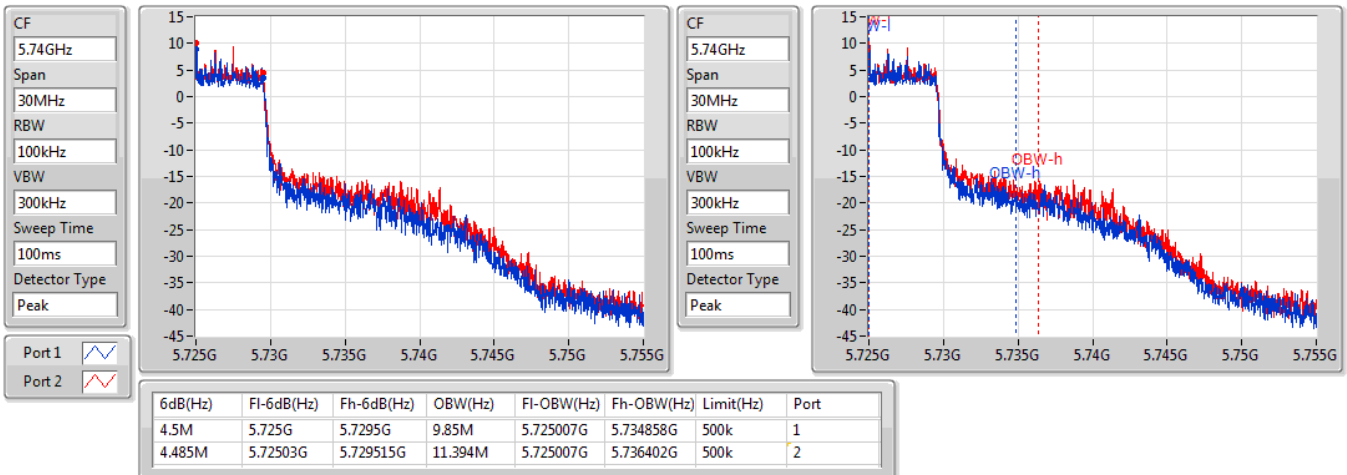 CF
5.74GHz
Span
30MHz
RBW
100kHz
VBW
300kHz
Sweep Time
100ms
Detector Type
Peak
Port 1
Port 2
15
10
5
0
-5
-10
-15
-20
-25
-30
-35
-40
-45
5.725G 5.73G 5.735G 5.74G 5.745G 5.75G 5.755G
CF
5.74GHz
Span
30MHz
RBW
100kHz
VBW
300kHz
Sweep Time
100ms
Detector Type
Peak
15
10
5
0
-5
-10
-15
-20
-25
-30
-35
-40
-45
W-l
OBW-h
OBW-h
5.725G 5.73G 5.735G 5.74G 5.745G 5.75G 5.755G
6dB(Hz) Fl-6dB(Hz) Fh-6dB(Hz) OBW(Hz) Fl-OBW(Hz) Fh-OBW(Hz) Limit(Hz) Port
4.5M 5.725G 5.7295G 9.85M 5.725007G 5.734858G 500k 1
4.485M 5.72503G 5.729515G 11.394M 5.725007G 5.736402G 500k 2